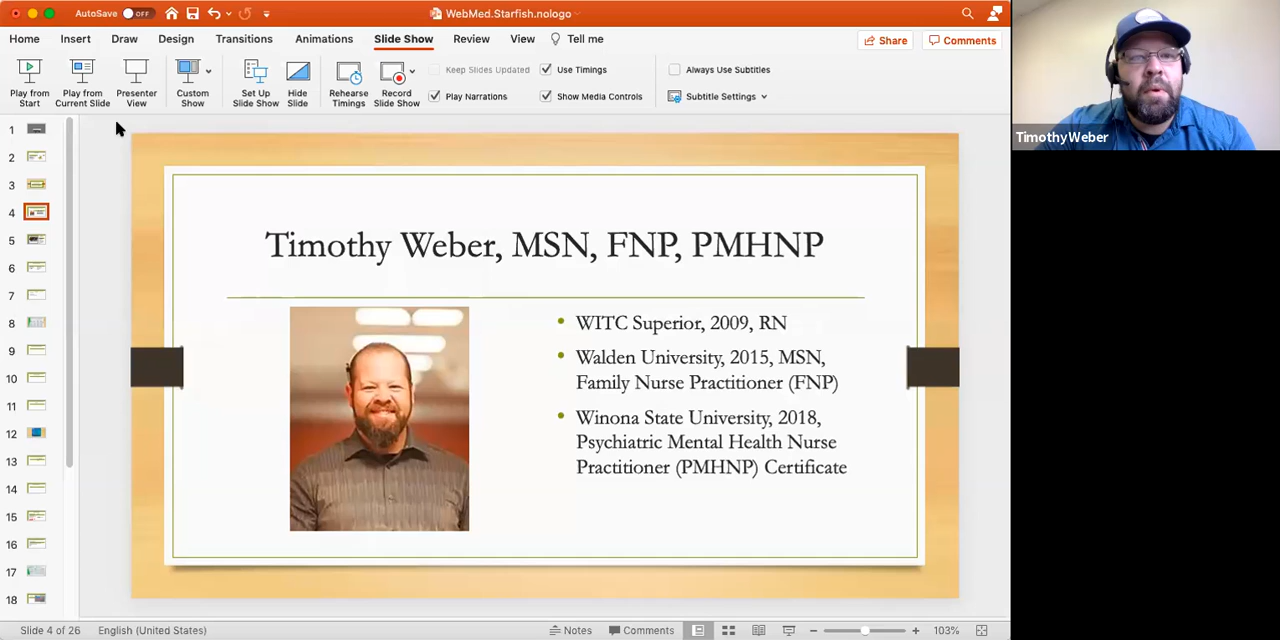 AutoSave OFF
WebMed.Starfish.nologo
Home Insert Draw Design Transitions Animations Slide Show Review View Tell me
Share Comments
Play from Start
Play from Current Slide
Presenter View
Custom Show
Set Up Slide Show
Hide Slide
Rehearse Timings
Record Slide Show
Keep Slides Updated
Play Narrations
Use Timings
Show Media Controls
Always Use Subtitles
Subtitle Settings
1
2
3
4
5
6
7
8
9
10
11
12
13
14
15
16
17
18
Timothy Weber, MSN, FNP, PMHNP
• WITC Superior, 2009, RN
• Walden University, 2015, MSN,
Family Nurse Practitioner (FNP)
• Winona State University, 2018,
Psychiatric Mental Health Nurse
Practitioner (PMHNP) Certificate
TimothyWeber
Slide 4 of 26 English (United States) Notes Comments 103%